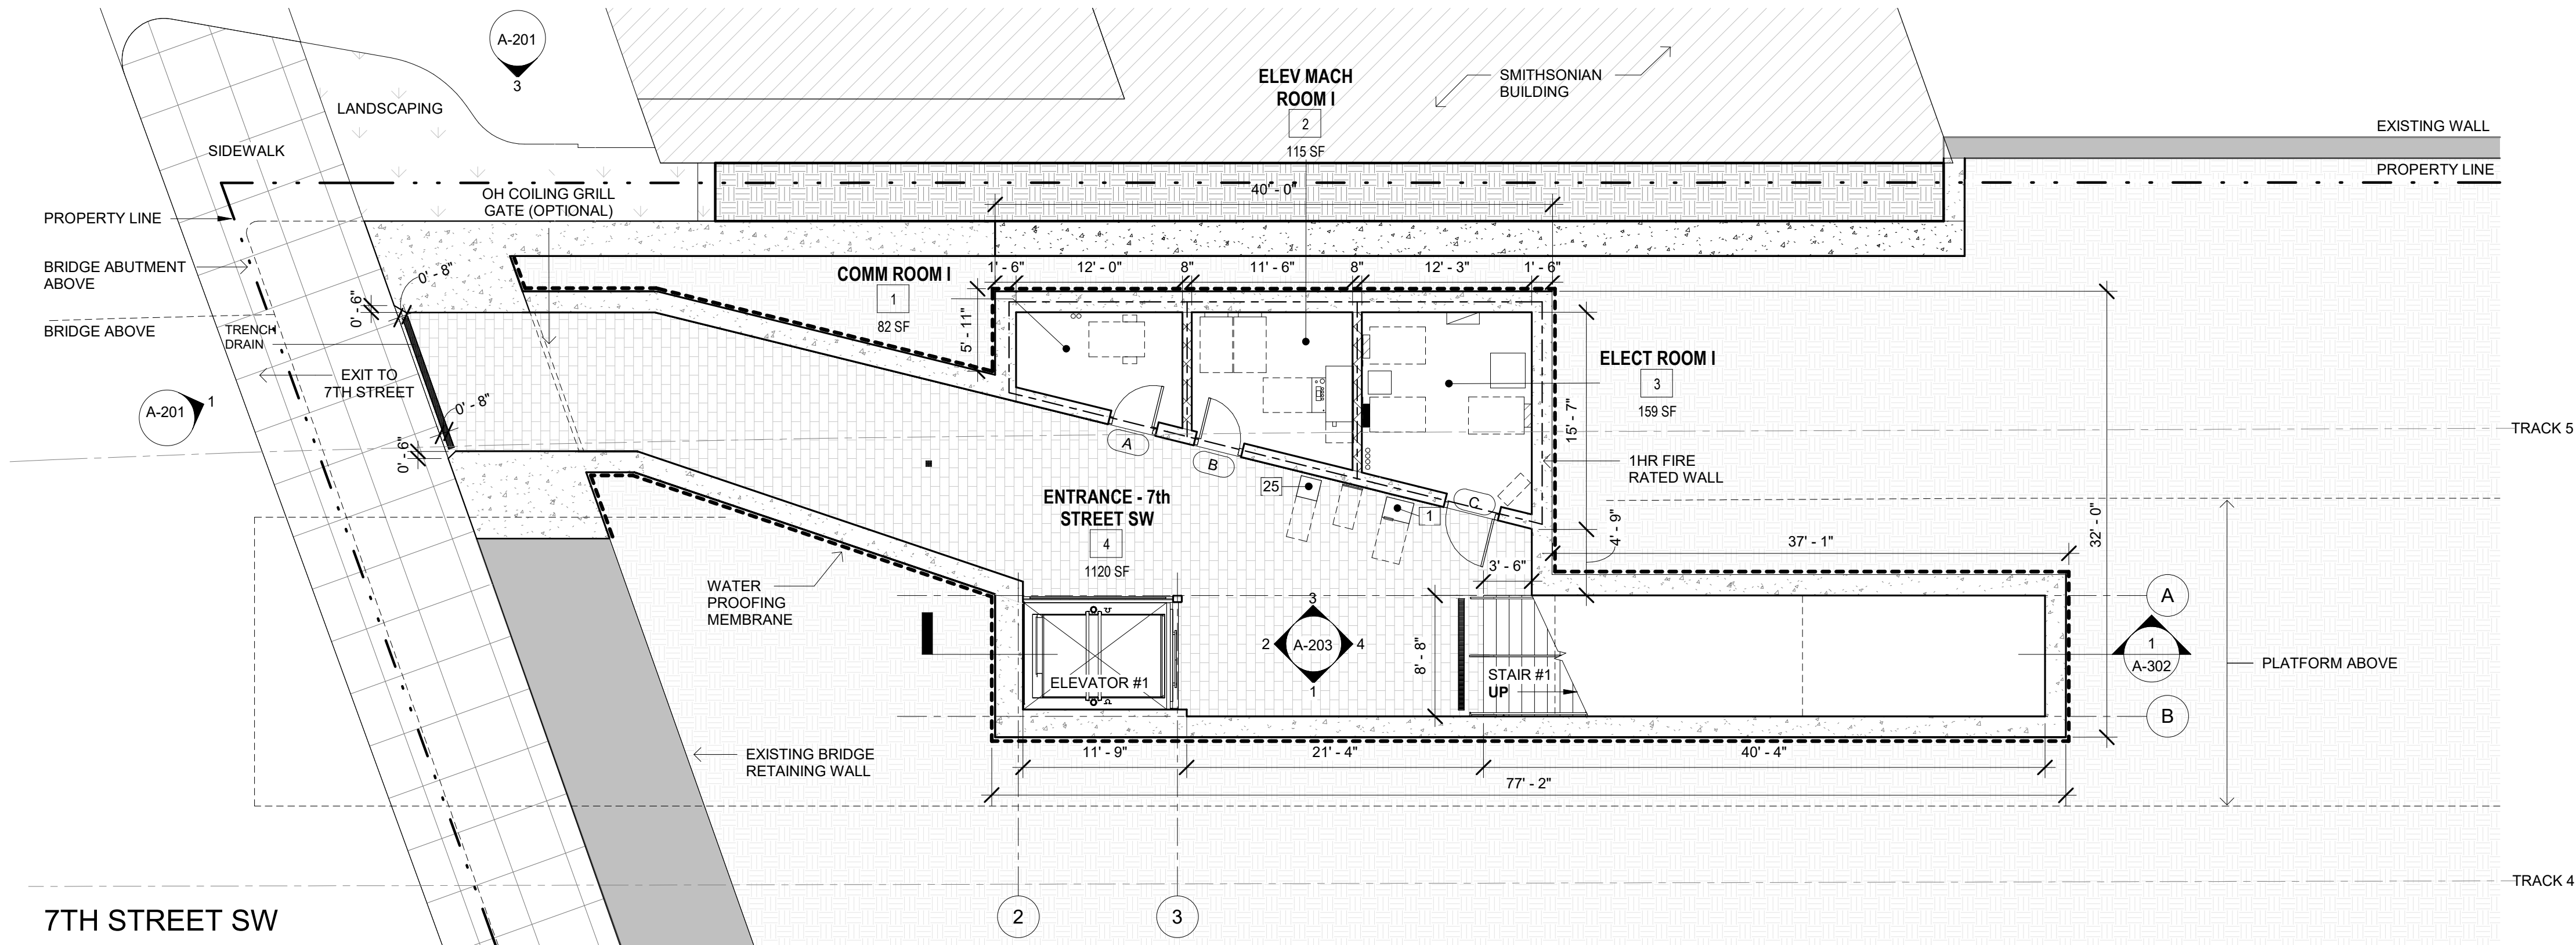 A-201
3
ELEV MACH
ROOM I
2
115 SF
SMITHSONIAN
BUILDING
LANDSCAPING
EXISTING WALL
SIDEWALK
PROPERTY LINE
40' - 0"
OH COILING GRILL
GATE (OPTIONAL)
PROPERTY LINE
BRIDGE ABUTMENT
ABOVE
0' - 8"
COMM ROOM I
1
82 SF
1' - 6"
12' - 0"
8"
11' - 6"
8"
12' - 3"
1' - 6"
0' - 6"
BRIDGE ABOVE
TRENCH
DRAIN
5' - 11"
ELECT ROOM I
3
159 SF
EXIT TO
7TH STREET
A-201
1
0' - 8"
0' - 6"
15' - 7"
TRACK 5
A
B
C
1HR FIRE
RATED WALL
25
1
ENTRANCE - 7th
STREET SW
4
1120 SF
4' - 9"
37' - 1"
32' - 0"
3' - 6"
WATER
PROOFING
MEMBRANE
A
3
2
A-203
4
1
8' - 8"
STAIR #1
UP
ELEVATOR #1
1
A-302
PLATFORM ABOVE
B
EXISTING BRIDGE
RETAINING WALL
11' - 9"
21' - 4"
40' - 4"
77' - 2"
TRACK 4
7TH STREET SW
2
3